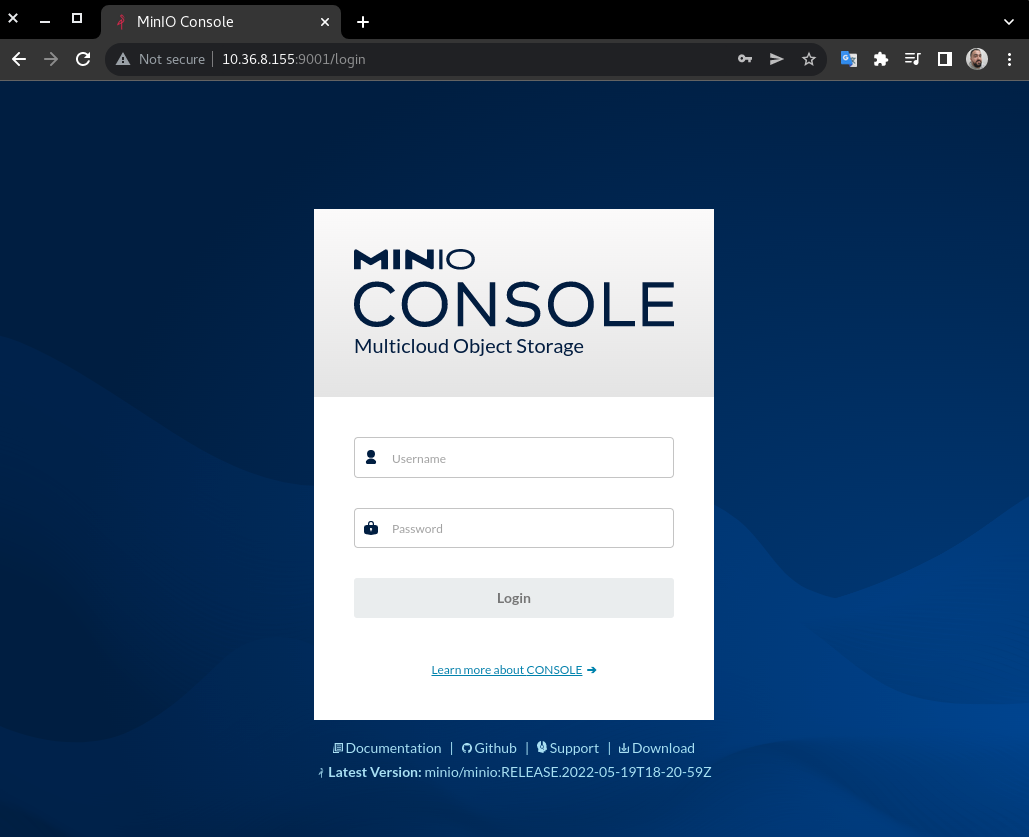 MinIO Console
Not secure | 10.36.8.155:9001/login
MINIO
CONSOLE
Multicloud Object Storage
Username
Password
Login
Learn more about CONSOLE ➔
Documentation | Github | Support | Download
Latest Version: minio/minio:RELEASE.2022-05-19T18-20-59Z